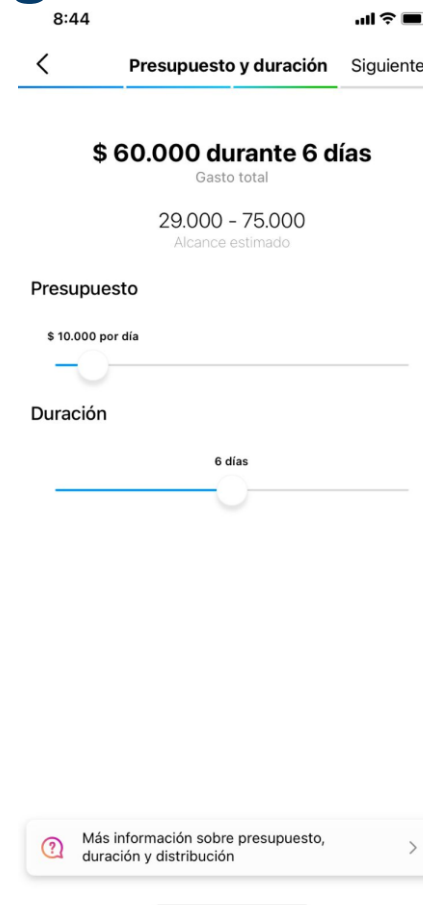 8:44
Presupuesto y duración Siguiente
$ 60.000 durante 6 días
Gasto total
29.000 - 75.000
Alcance estimado
Presupuesto
$ 10.000 por día
Duración
6 días
Más información sobre presupuesto,
duración y distribución